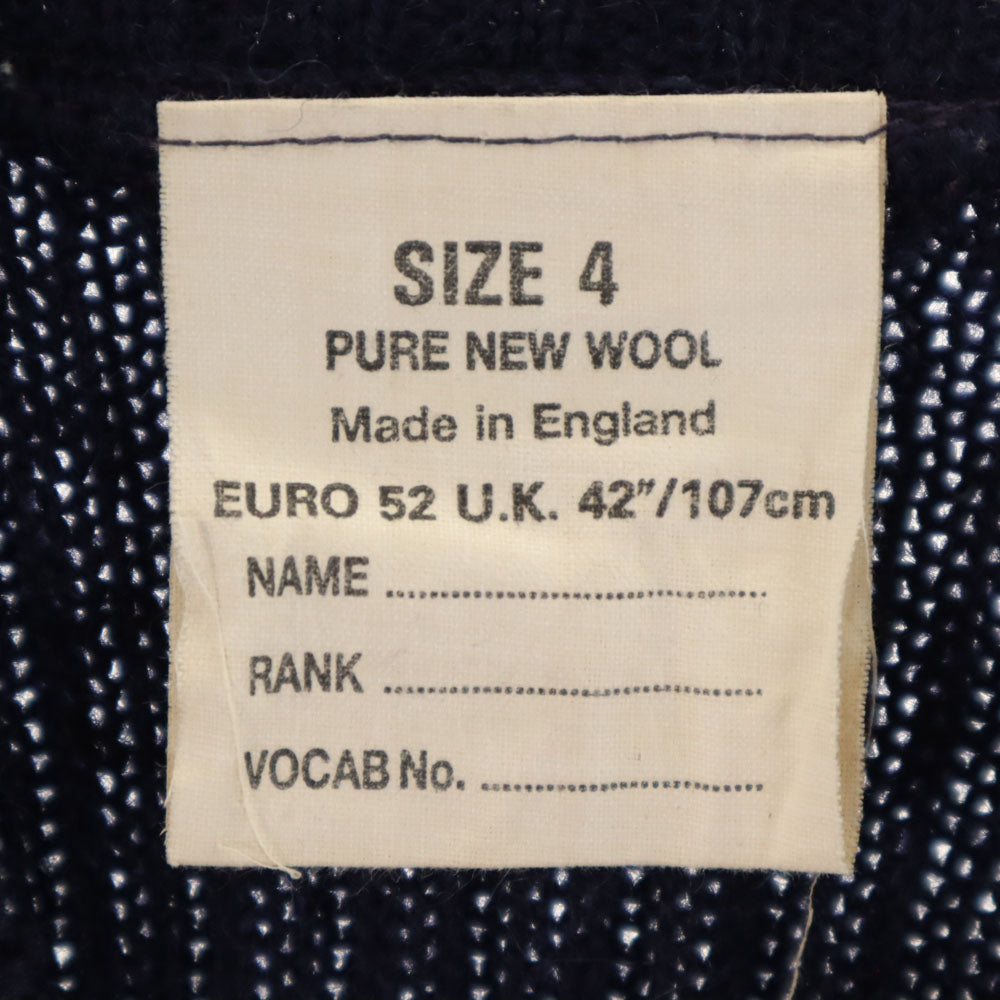 SIZE 4
PURE NEW WOOL
Made in England
EURO 52 U.K. 42"/107cm
NAME ..........
RANK ..........
VOCAB No. ..........